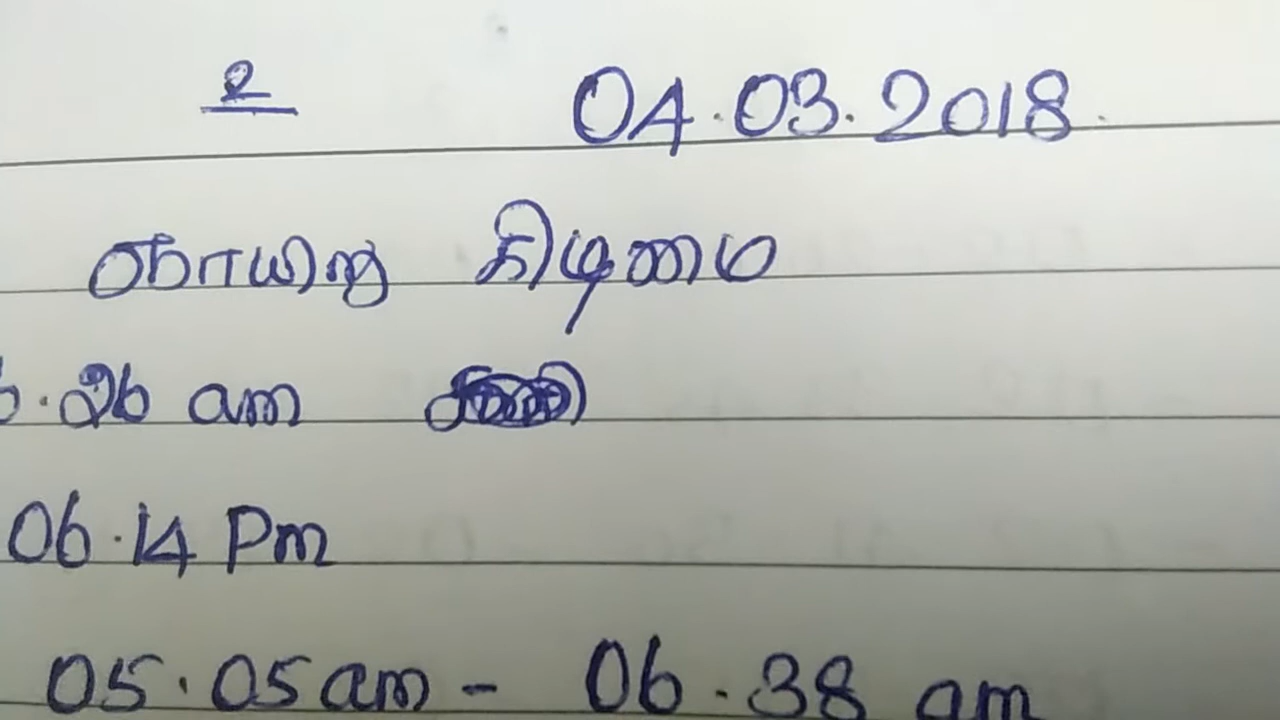 உ 04.03.2018
ஞாயிறு கிழமை
.26 am
06.14 Pm
05.05 am - 06.38 am